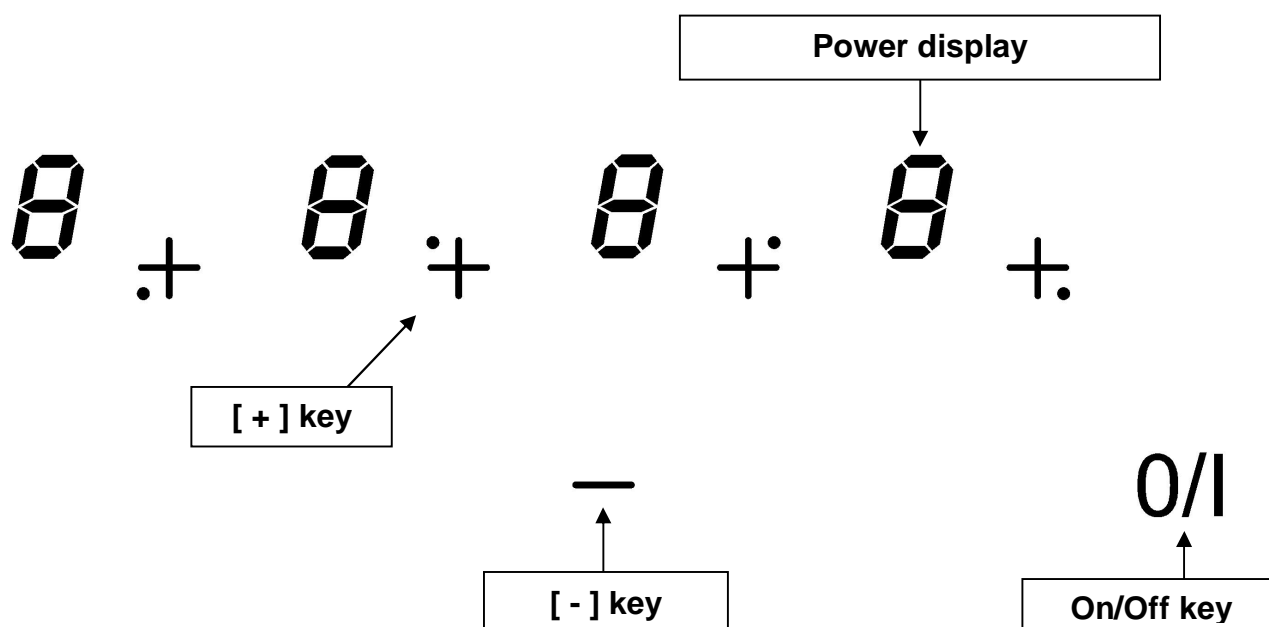 Power display
8 8 8 8
+ + + +
[ + ] key
–
0/I
[ - ] key
On/Off key